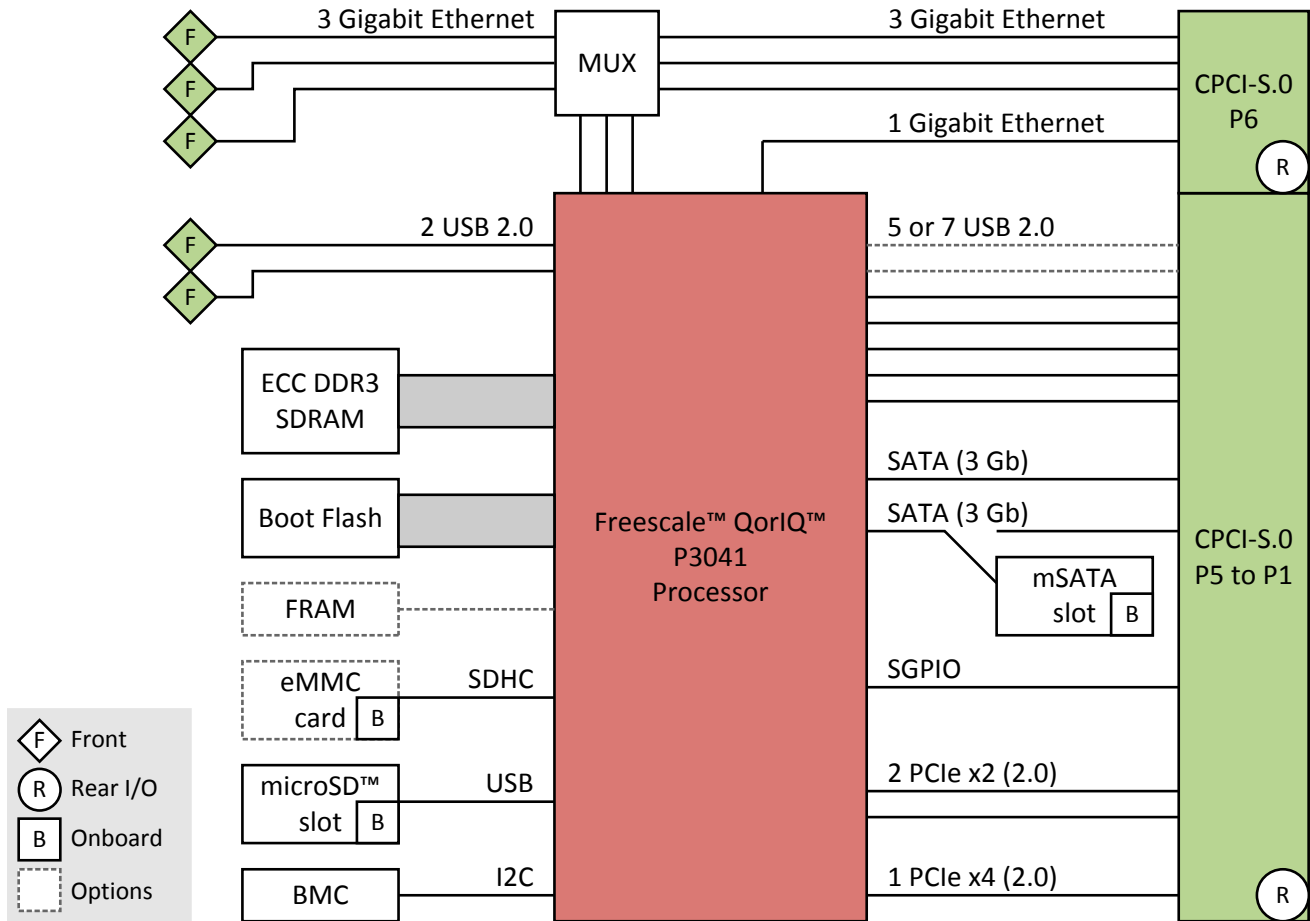 3 Gigabit Ethernet
3 Gigabit Ethernet
F
MUX
F
CPCI-S.0
P6
F
1 Gigabit Ethernet
R
F
2 USB 2.0
5 or 7 USB 2.0
F
ECC DDR3
SDRAM
SATA (3 Gb)
Boot Flash
Freescale™ QorIQ™
P3041
Processor
SATA (3 Gb)
CPCI-S.0
P5 to P1
mSATA
slot
B
FRAM
eMMC
card
B
SDHC
SGPIO
F Front
R Rear I/O
B Onboard
Options
microSD™
slot
B
USB
2 PCIe x2 (2.0)
BMC
I2C
1 PCIe x4 (2.0)
R